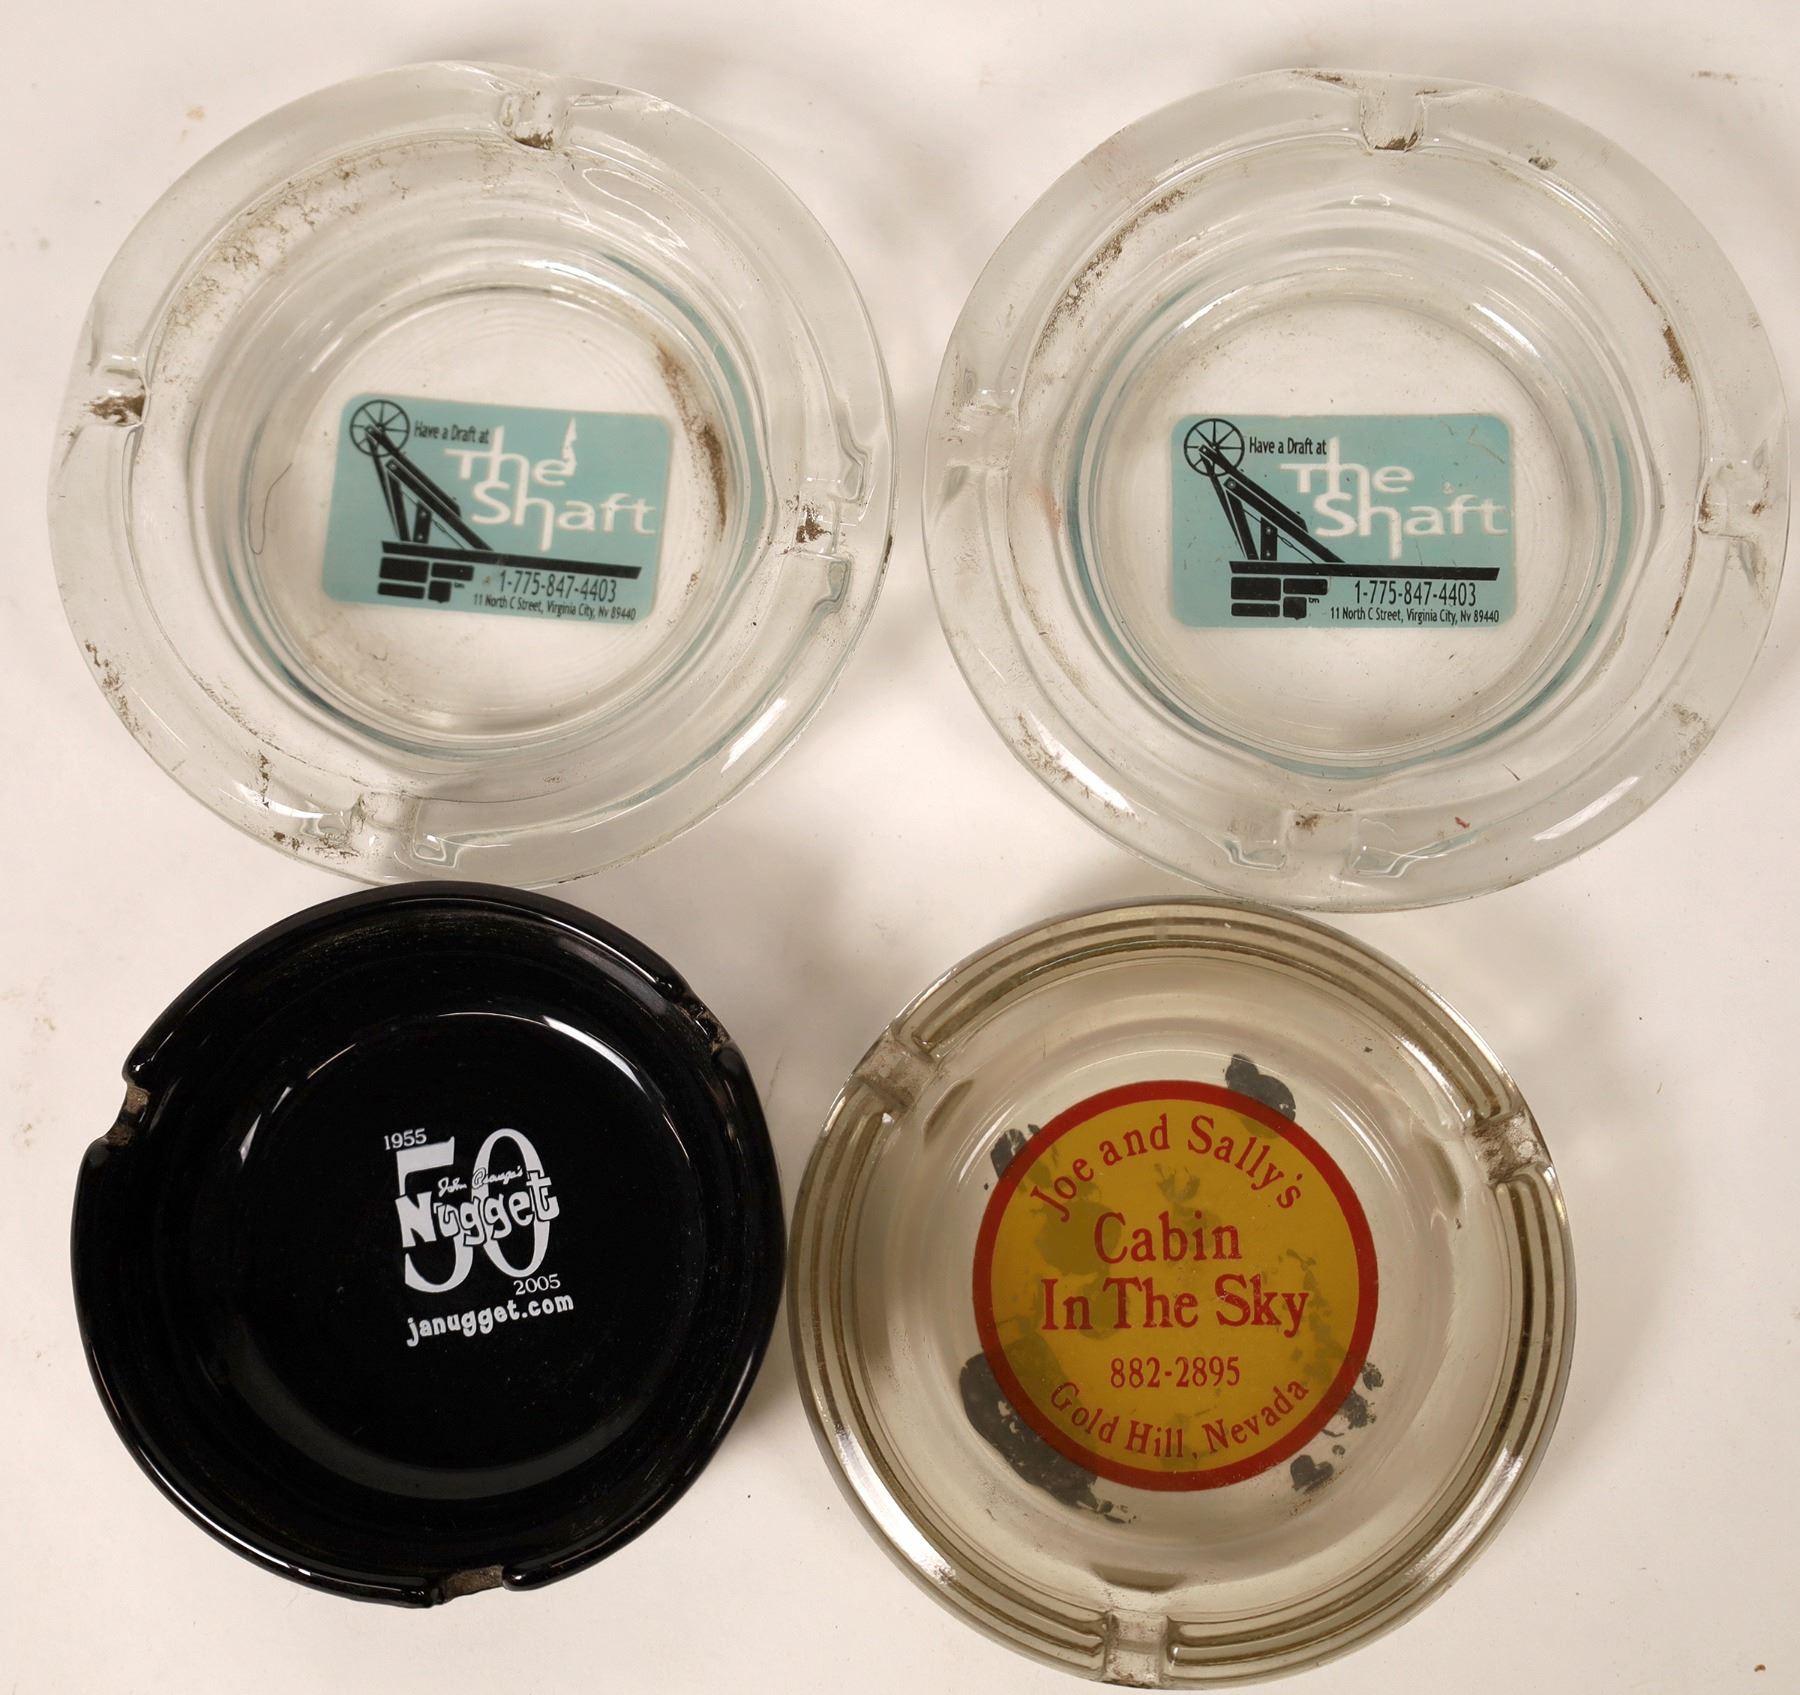 Have a Draft at
The
Shaft
1-775-847-4403
11 North C Street, Virginia City, Nv 89440
Have a Draft at
The
Shaft
1-775-847-4403
11 North C Street, Virginia City, Nv 89440
1955
50
John Ascuaga's
Nugget
2005
janugget.com
Joe and Sally's
Cabin
In The Sky
882-2895
Gold Hill, Nevada